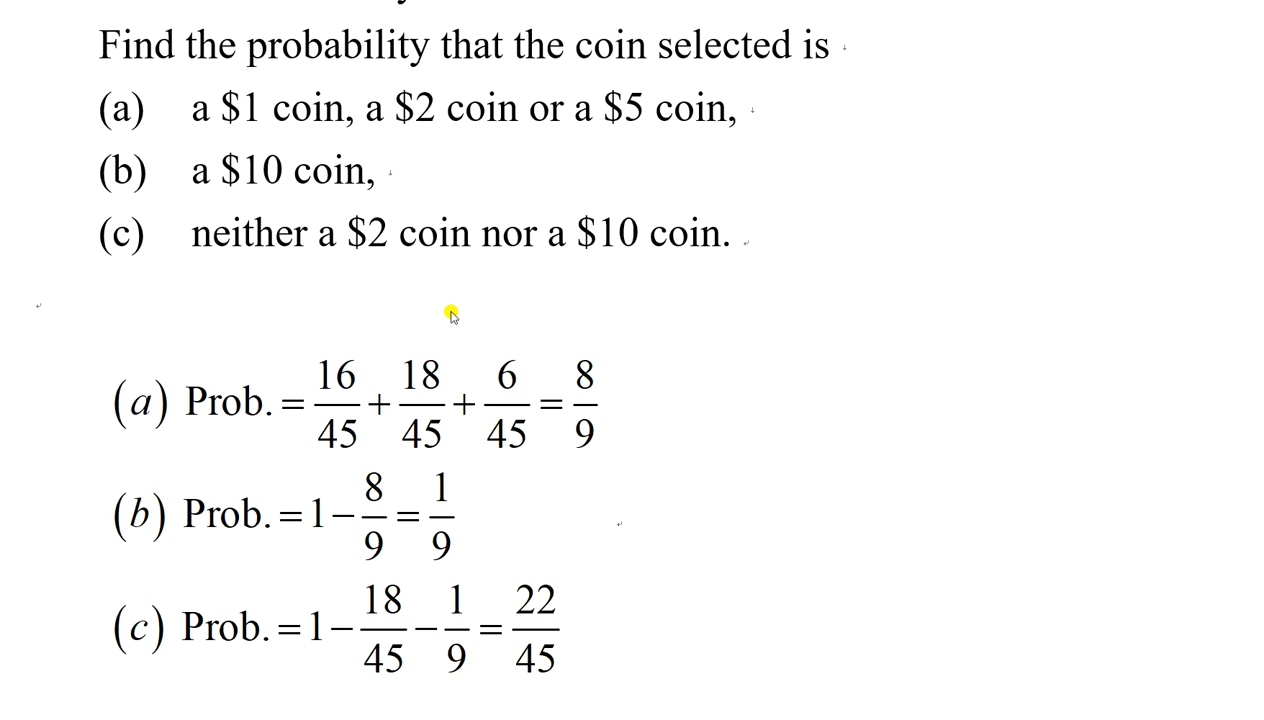 Find the probability that the coin selected is
(a) a $1 coin, a $2 coin or a $5 coin,
(b) a $10 coin,
(c) neither a $2 coin nor a $10 coin.
(a) Prob. = 16/45 + 18/45 + 6/45 = 8/9
(b) Prob. = 1 − 8/9 = 1/9
(c) Prob. = 1 − 18/45 − 1/9 = 22/45